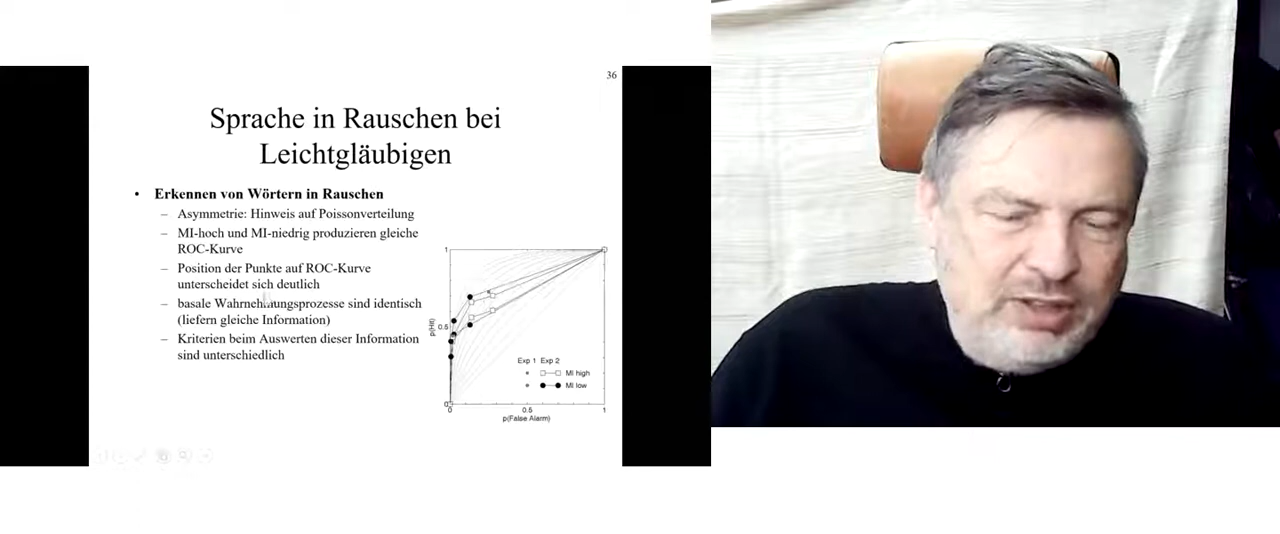 36
Sprache in Rauschen bei
Leichtgläubigen
• Erkennen von Wörtern in Rauschen
– Asymmetrie: Hinweis auf Poissonverteilung
– MI-hoch und MI-niedrig produzieren gleiche
ROC-Kurve
– Position der Punkte auf ROC-Kurve
unterscheidet sich deutlich
– basale Wahrnehmungsprozesse sind identisch
(liefern gleiche Information)
– Kriterien beim Auswerten dieser Information
sind unterschiedlich
1
0.5
0
p(Hit)
Exp 1 Exp 2
MI high
MI low
0 0.5 1
p(False Alarm)